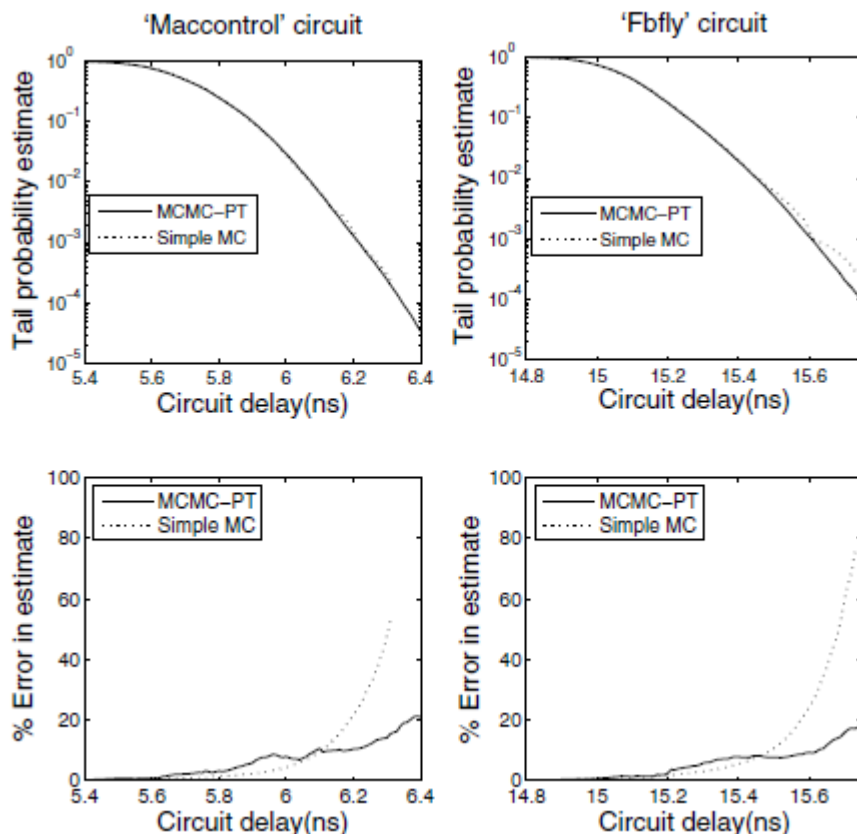 ‘Maccontrol’ circuit
Tail probability estimate
10^0
10^-1
10^-2
10^-3
10^-4
10^-5
MCMC-PT
Simple MC
5.4 5.6 5.8 6 6.2 6.4
Circuit delay(ns)
‘Fbfly’ circuit
Tail probability estimate
10^0
10^-1
10^-2
10^-3
10^-4
10^-5
MCMC-PT
Simple MC
14.8 15 15.2 15.4 15.6
Circuit delay(ns)
% Error in estimate
100
80
60
40
20
0
MCMC-PT
Simple MC
5.4 5.6 5.8 6 6.2 6.4
Circuit delay(ns)
% Error in estimate
100
80
60
40
20
0
MCMC-PT
Simple MC
14.8 15 15.2 15.4 15.6
Circuit delay(ns)